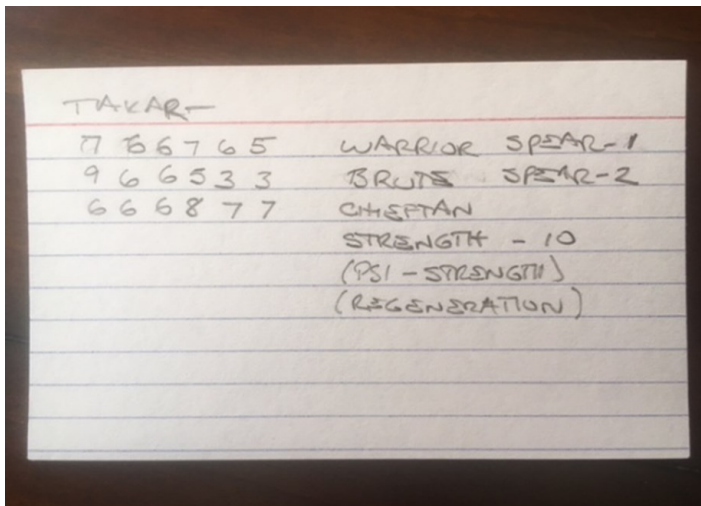 TAKAR-
7 6 6 7 6 5 WARRIOR SPEAR-1
9 6 6 5 3 3 BRUTE SPEAR-2
6 6 6 8 7 7 CHIEFTAN
STRENGTH - 10
(PSI-STRENGTH)
(REGENERATION)